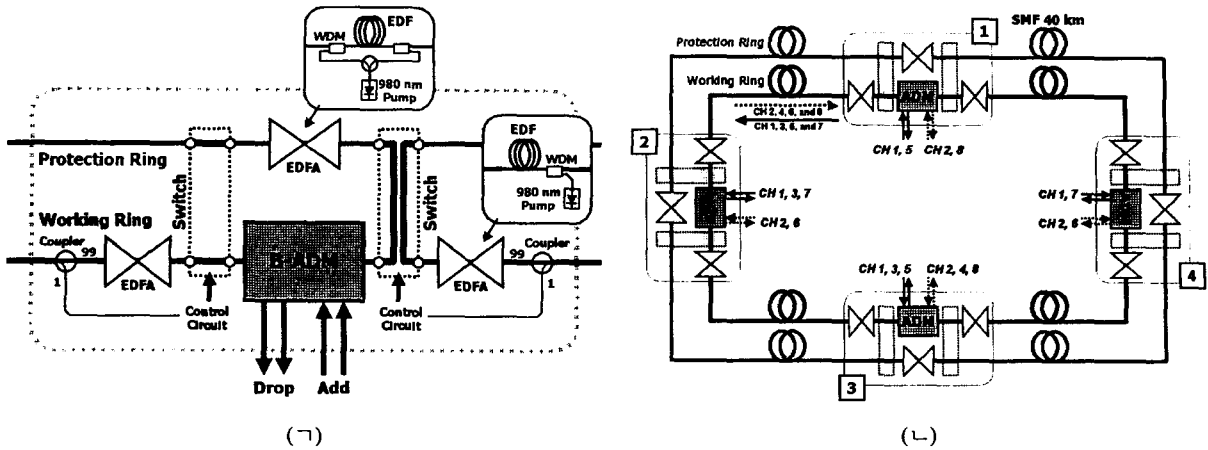 EDF
WDM
980 nm
Pump
EDF
WDM
980 nm
Pump
Protection Ring
EDFA
Switch
Switch
Working Ring
Coupler
99
1
EDFA
B-ADM
EDFA
99
Coupler
1
Control
Circuit
Control
Circuit
Drop
Add
(ㄱ)
SMF 40 km
1
Protection Ring
Working Ring
ADM
CH 2, 4, 6, and 8
CH 1, 3, 5, and 7
CH 1, 5
CH 2, 8
2
CH 1, 3, 7
CH 2, 6
CH 1, 7
CH 2, 6
4
CH 1, 3, 5
CH 2, 4, 8
ADM
3
(ㄴ)